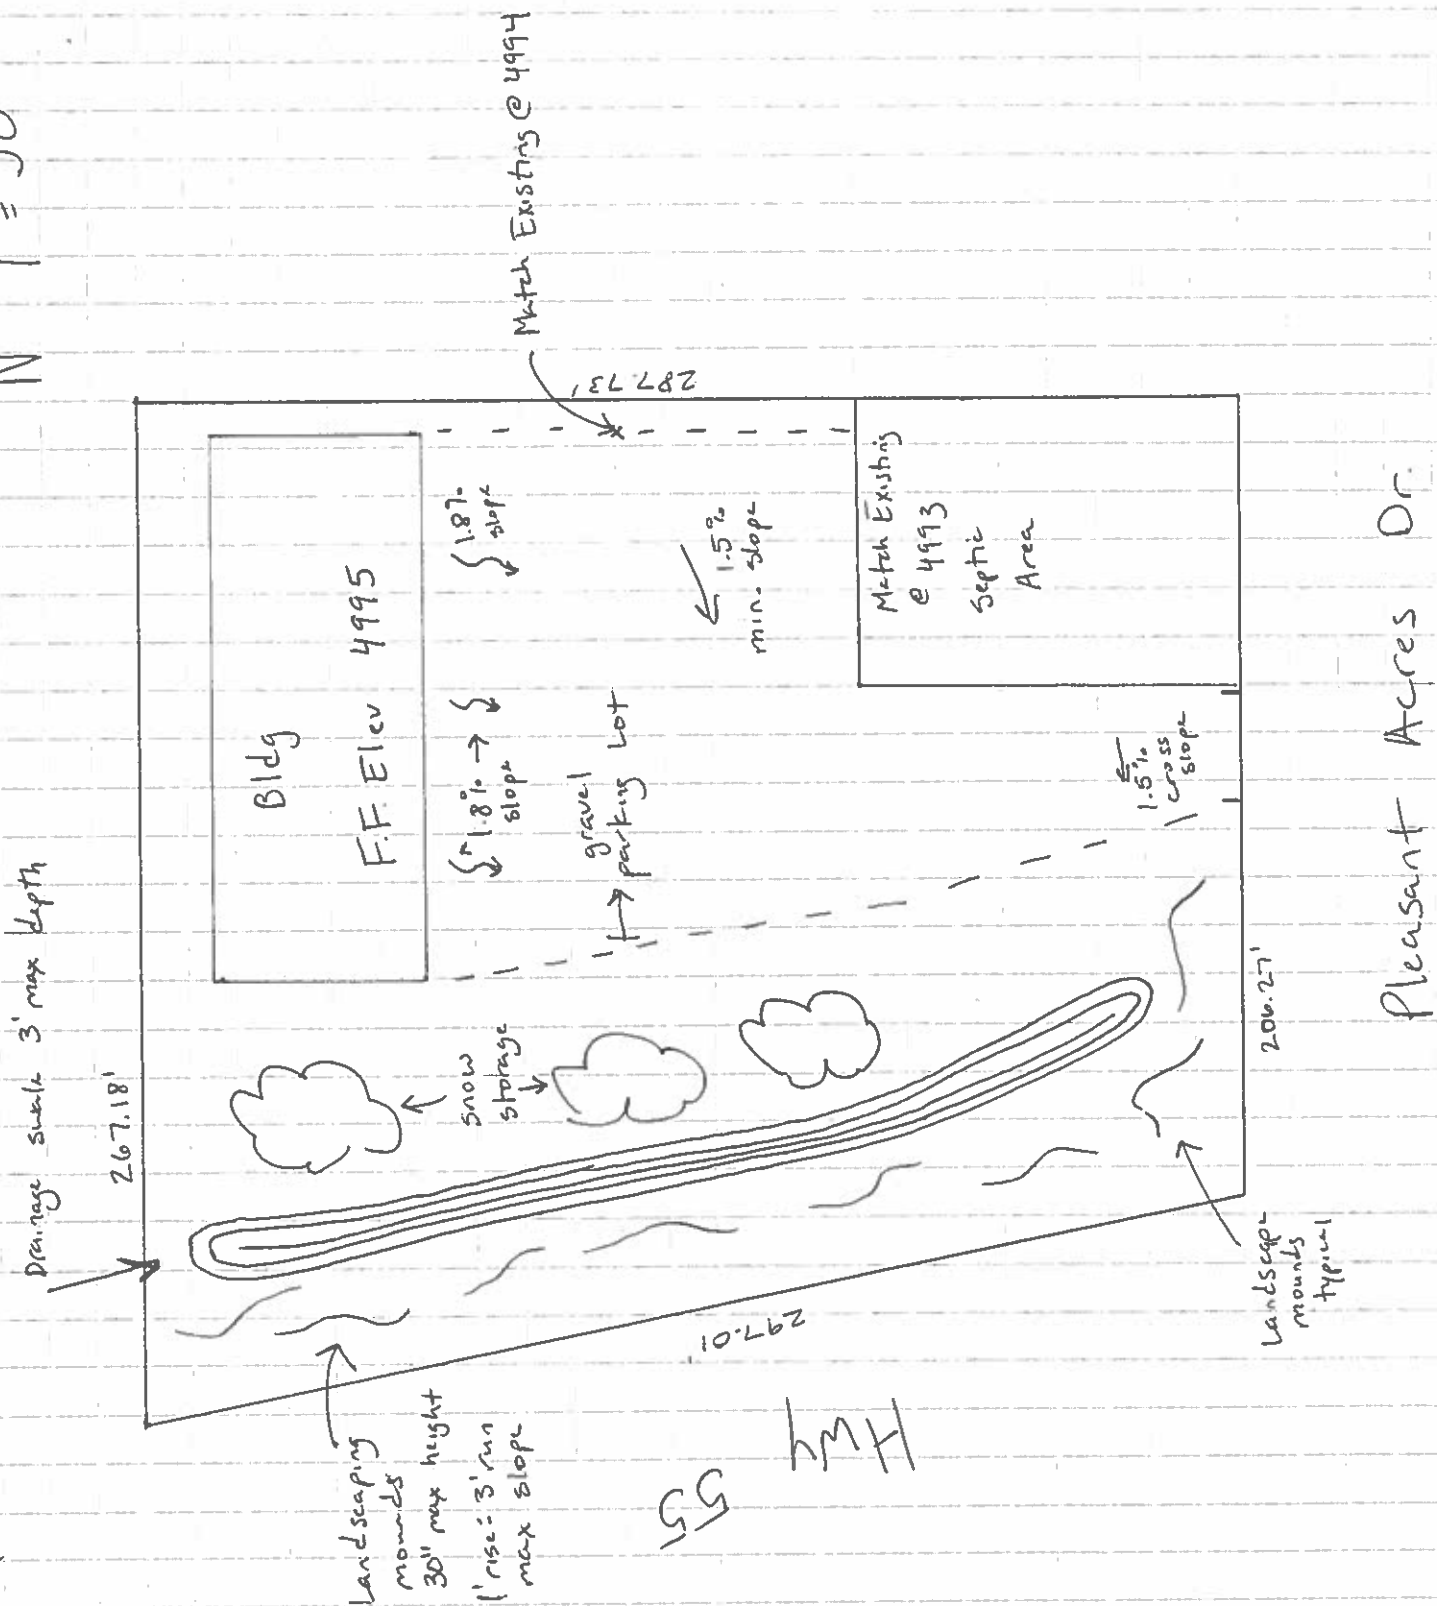 N 1" = 50'
Drainage swale 3' max depth
267.18'
Bldg
F.F. Elev 4995
1.8%
slope
1.8%
slope
gravel
parking Lot
1.5%
min. slope
Match Existing @ 4994
287.73'
Match Existing
@ 4993
Septic
Area
1.5%
cross
slope
snow
storage
Landscaping
mounds
30" max height
1' rise = 3' run
max slope
297.01'
Hwy
55
Landscape
mounds
typical
206.27'
Pleasant Acres Dr.